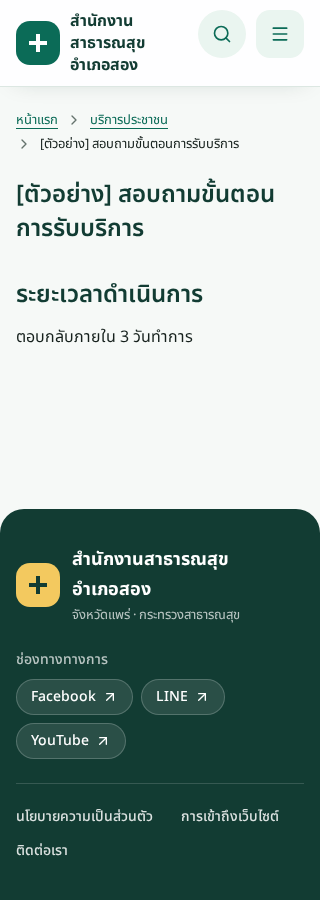 สำนักงาน
สาธารณสุข
อำเภอสอง
หน้าแรก
บริการประชาชน
[ตัวอย่าง] สอบถามขั้นตอนการรับบริการ
[ตัวอย่าง] สอบถามขั้นตอน
การรับบริการ
ระยะเวลาดำเนินการ
ตอบกลับภายใน 3 วันทำการ
สำนักงานสาธารณสุข
อำเภอสอง
จังหวัดแพร่ · กระทรวงสาธารณสุข
ช่องทางทางการ
Facebook
LINE
YouTube
นโยบายความเป็นส่วนตัว
การเข้าถึงเว็บไซต์
ติดต่อเรา